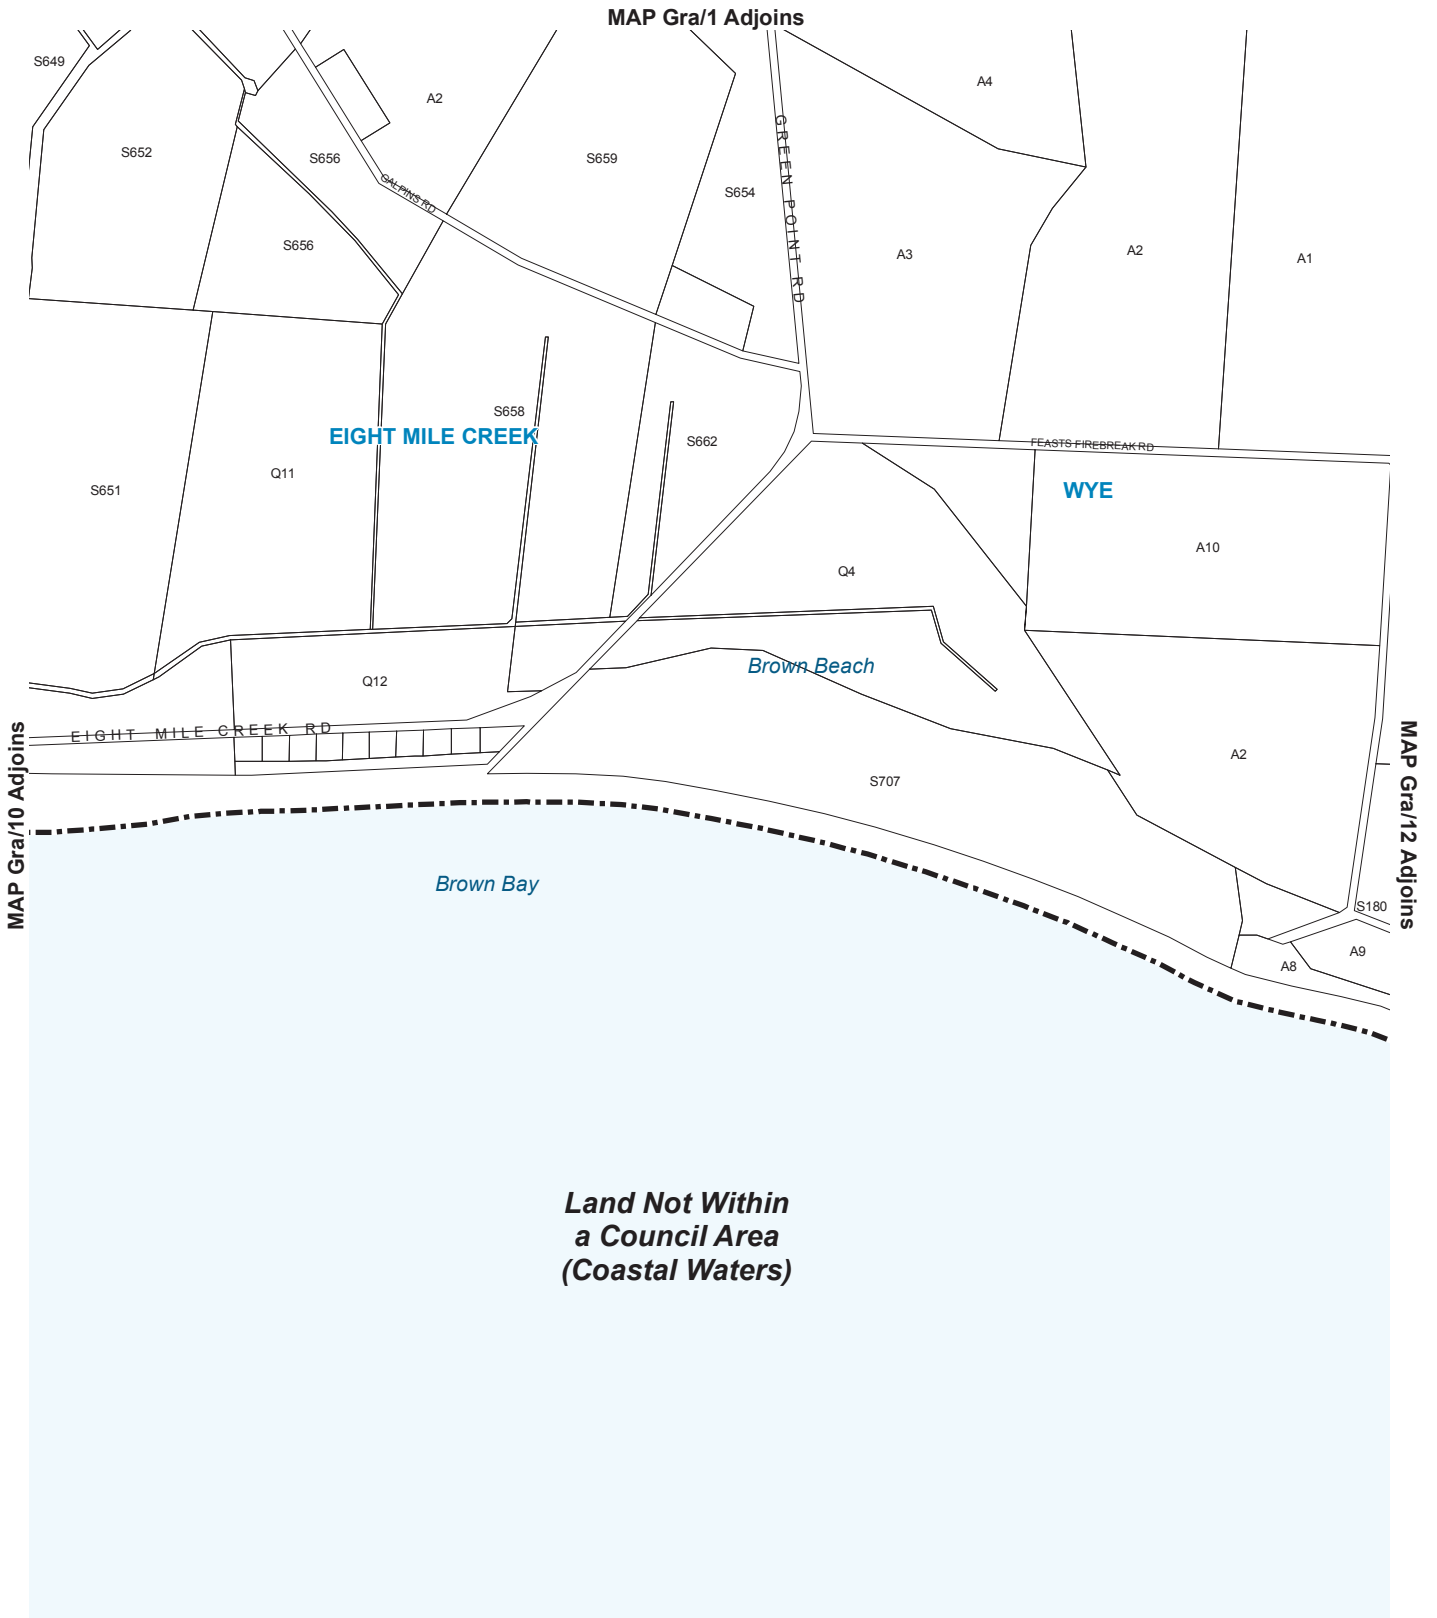 MAP Gra/1 Adjoins
S649
A4
A2
S652
S656
S659
GALPINS RD
S654
GREEN POINT RD
S656
A3
A2
A1
S658
EIGHT MILE CREEK
S662
FEASTS FIREBREAK RD
Q11
S651
WYE
A10
Q4
Brown Beach
Q12
EIGHT MILE CREEK RD
A2
S707
MAP Gra/10 Adjoins
MAP Gra/12 Adjoins
Brown Bay
S180
A9
A8
Land Not Within
a Council Area
(Coastal Waters)